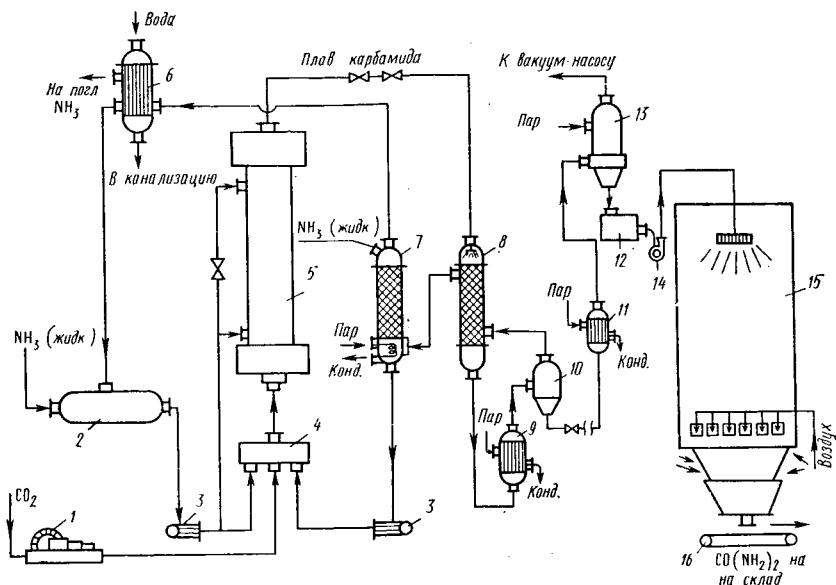 Вода
6
На погл
NH3
В канализацию
Плав карбамида
К вакуум-насосу
Пар
13
12
14
15
NH3 (жидк)
7
8
5
Пар
Конд.
Пар
11
Конд.
10
NH3 (жидк)
2
4
Пар
9
Конд.
Воздух
CO2
1
3
3
16
CO(NH2)2 на
на склад